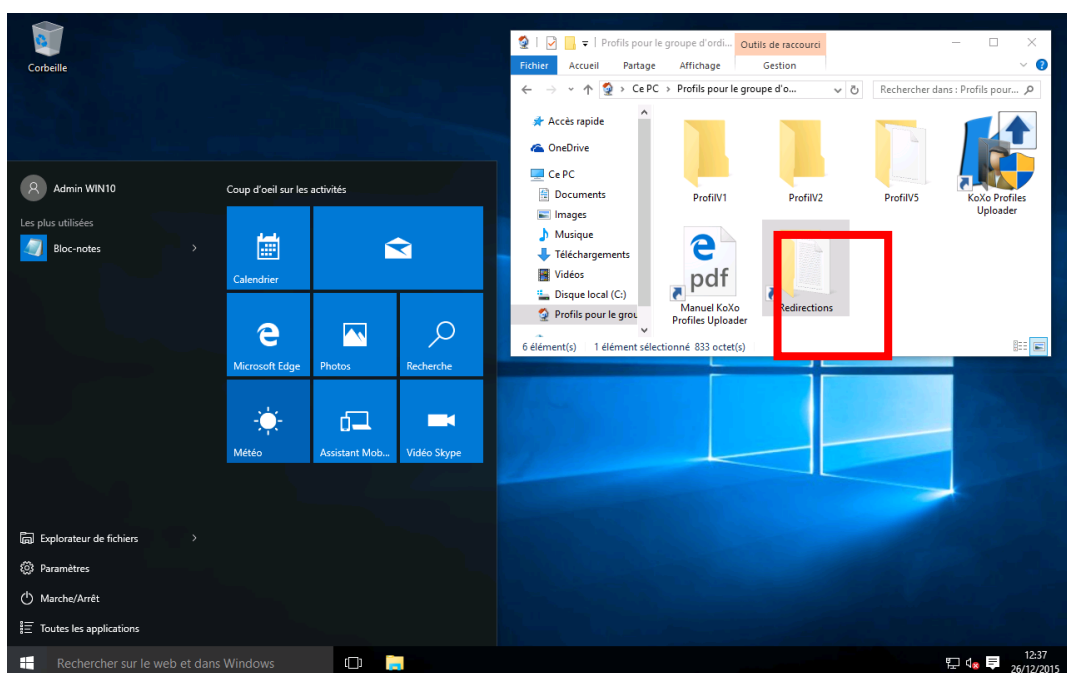 Corbeille
Profils pour le groupe d'ordi...
Outils de raccourci
Fichier
Accueil
Partage
Affichage
Gestion
Ce PC > Profils pour le groupe d'o...
Rechercher dans : Profils pour...
Accès rapide
OneDrive
Ce PC
Documents
Images
Musique
Téléchargements
Vidéos
Disque local (C:)
Profils pour le grou
ProfilV1
ProfilV2
ProfilV5
KoXo Profiles
Uploader
pdf
Manuel KoXo
Profiles Uploader
Redirections
6 élément(s)
1 élément sélectionné 833 octet(s)
Admin WIN10
Les plus utilisées
Bloc-notes
Coup d'oeil sur les activités
Calendrier
Microsoft Edge
Photos
Recherche
Météo
Assistant Mob...
Vidéo Skype
Explorateur de fichiers
Paramètres
Marche/Arrêt
Toutes les applications
Rechercher sur le web et dans Windows
12:37
26/12/2015